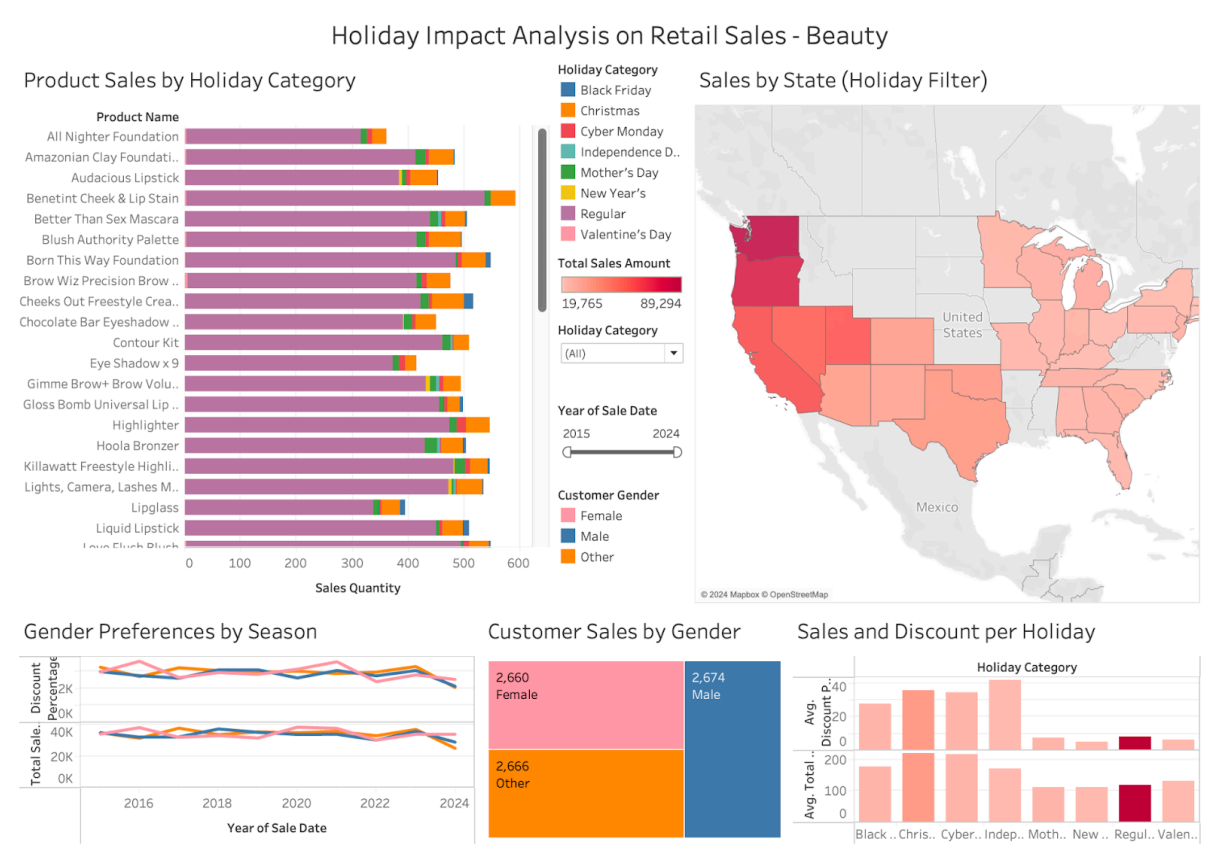 Holiday Impact Analysis on Retail Sales - Beauty
Product Sales by Holiday Category
Product Name
All Nighter Foundation
Amazonian Clay Foundati..
Audacious Lipstick
Benetint Cheek & Lip Stain
Better Than Sex Mascara
Blush Authority Palette
Born This Way Foundation
Brow Wiz Precision Brow ..
Cheeks Out Freestyle Crea..
Chocolate Bar Eyeshadow ..
Contour Kit
Eye Shadow x 9
Gimme Brow+ Brow Volu..
Gloss Bomb Universal Lip ..
Highlighter
Hoola Bronzer
Killawatt Freestyle Highli..
Lights, Camera, Lashes M..
Lipglass
Liquid Lipstick
0 100 200 300 400 500 600
Sales Quantity
Holiday Category
Black Friday
Christmas
Cyber Monday
Independence D..
Mother's Day
New Year's
Regular
Valentine's Day
Total Sales Amount
19,765 89,294
Holiday Category
(All)
Year of Sale Date
2015 2024
Customer Gender
Female
Male
Other
Sales by State (Holiday Filter)
United
States
Mexico
© 2024 Mapbox © OpenStreetMap
Gender Preferences by Season
Discount
Percentage
2K
0K
Total Sale..
40K
20K
0K
2016 2018 2020 2022 2024
Year of Sale Date
Customer Sales by Gender
2,660
Female
2,674
Male
2,666
Other
Sales and Discount per Holiday
Holiday Category
Avg.
Discount P..
40
20
0
Avg. Total ..
200
100
0
Black .. Chris.. Cyber.. Indep.. Moth.. New .. Regul.. Valen..